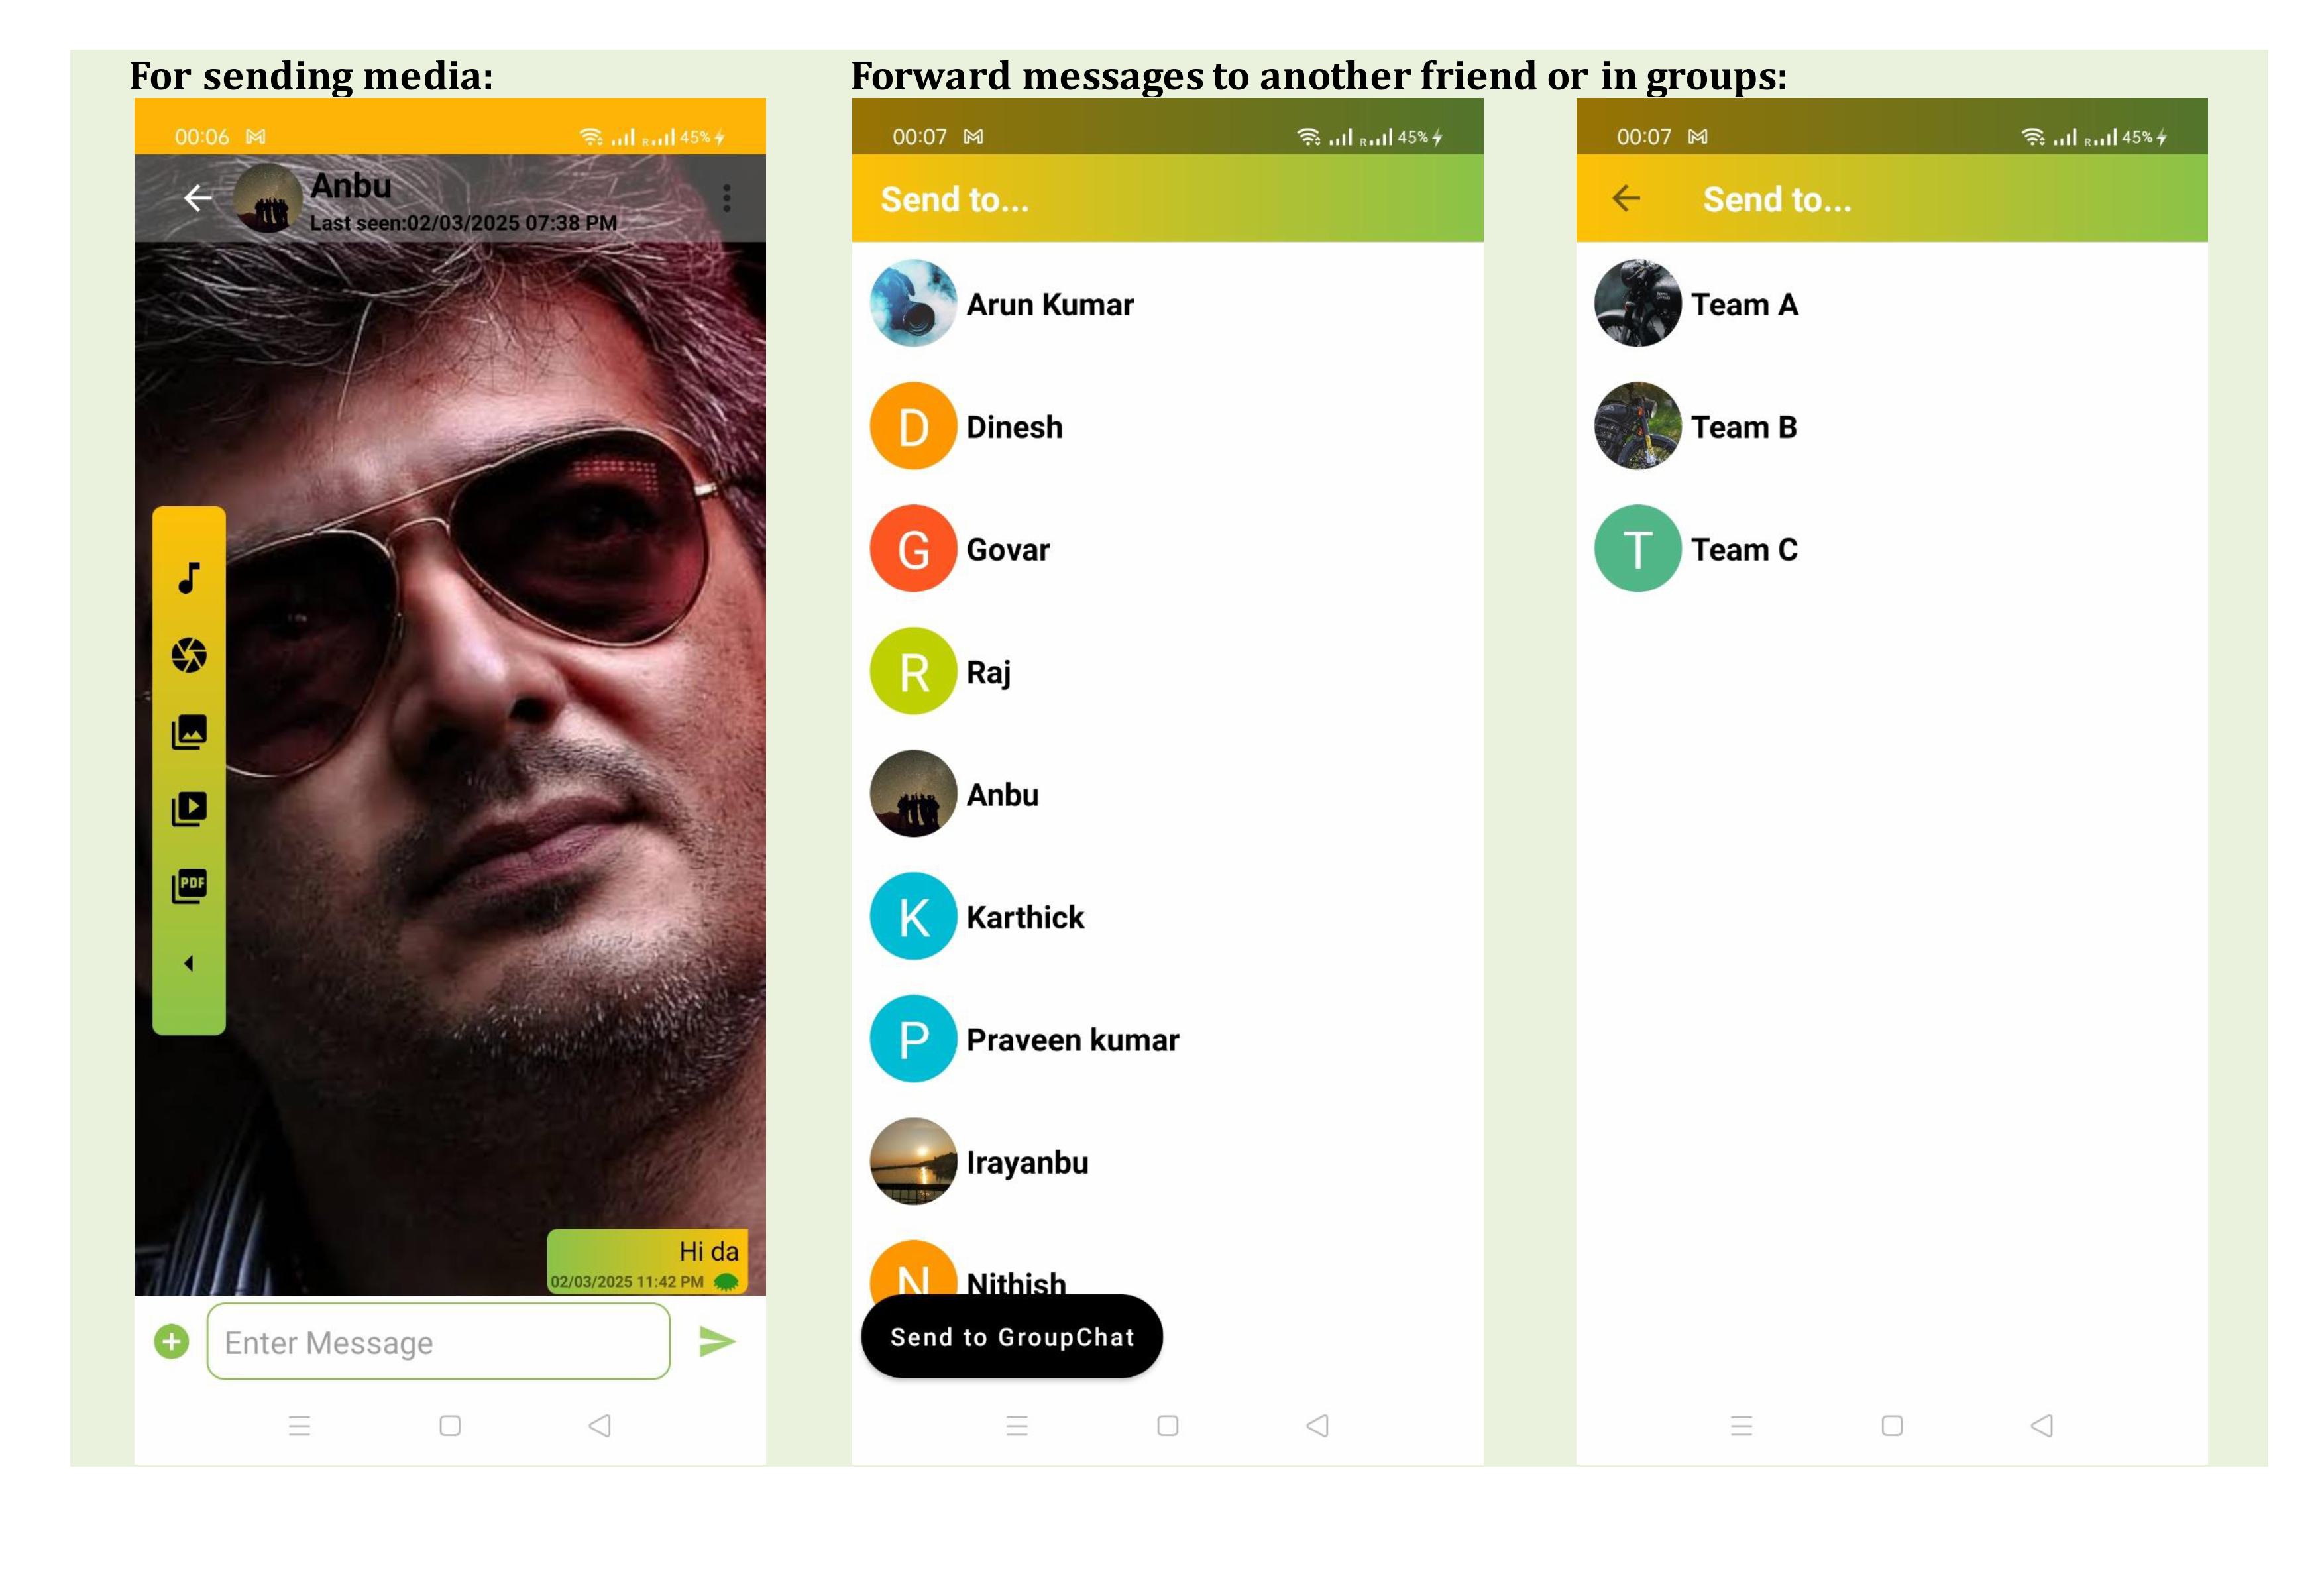 For sending media:
Forward messages to another friend or in groups:
00:06 R 45%
Anbu
Last seen:02/03/2025 07:38 PM
PDF
Hi da
02/03/2025 11:42 PM
Enter Message
00:07 R 45%
Send to...
Arun Kumar
D Dinesh
G Govar
R Raj
Anbu
K Karthick
P Praveen kumar
Irayanbu
N Nithish
Send to GroupChat
00:07 R 45%
Send to...
Team A
Team B
T Team C